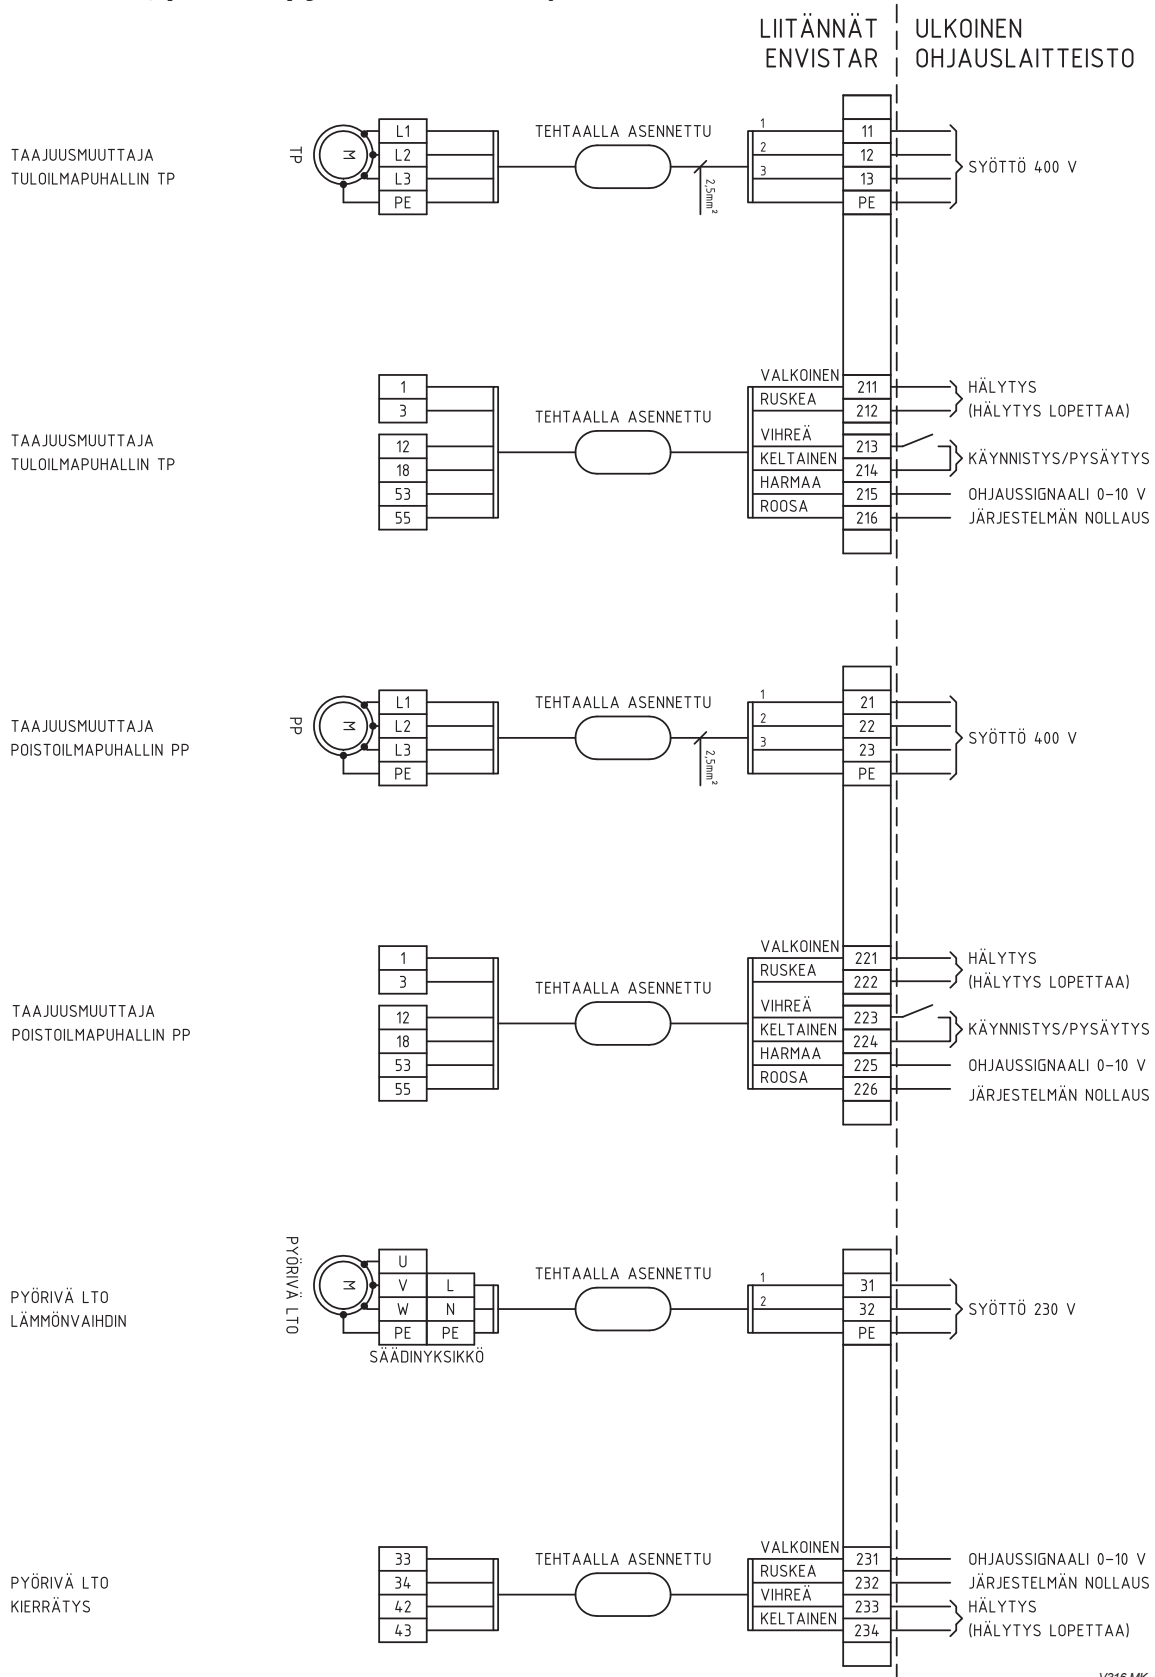 LIITÄNNÄT
ENVISTAR
ULKOINEN
OHJAUSLAITTEISTO
TAAJUUSMUUTTAJA
TULOILMAPUHALLIN TP
TP
M
L1
L2
L3
PE
TEHTAALLA ASENNETTU
2,5mm²
1
2
3
11
12
13
PE
SYÖTTÖ 400 V
TAAJUUSMUUTTAJA
TULOILMAPUHALLIN TP
1
3
12
18
53
55
TEHTAALLA ASENNETTU
VALKOINEN
RUSKEA
VIHREÄ
KELTAINEN
HARMAA
ROOSA
211
212
213
214
215
216
HÄLYTYS
(HÄLYTYS LOPETTAA)
KÄYNNISTYS/PYSÄYTYS
OHJAUSSIGNAALI 0-10 V
JÄRJESTELMÄN NOLLAUS
TAAJUUSMUUTTAJA
POISTOILMAPUHALLIN PP
PP
M
L1
L2
L3
PE
TEHTAALLA ASENNETTU
2,5mm²
1
2
3
21
22
23
PE
SYÖTTÖ 400 V
TAAJUUSMUUTTAJA
POISTOILMAPUHALLIN PP
1
3
12
18
53
55
TEHTAALLA ASENNETTU
VALKOINEN
RUSKEA
VIHREÄ
KELTAINEN
HARMAA
ROOSA
221
222
223
224
225
226
HÄLYTYS
(HÄLYTYS LOPETTAA)
KÄYNNISTYS/PYSÄYTYS
OHJAUSSIGNAALI 0-10 V
JÄRJESTELMÄN NOLLAUS
PYÖRIVÄ LTO
LÄMMÖNVAIHDIN
PYÖRIVÄ LTO
M
U
V L
W N
PE PE
SÄÄDINYKSIKKÖ
TEHTAALLA ASENNETTU
1
2
31
32
PE
SYÖTTÖ 230 V
PYÖRIVÄ LTO
KIERRÄTYS
33
34
42
43
TEHTAALLA ASENNETTU
VALKOINEN
RUSKEA
VIHREÄ
KELTAINEN
231
232
233
234
OHJAUSSIGNAALI 0-10 V
JÄRJESTELMÄN NOLLAUS
HÄLYTYS
(HÄLYTYS LOPETTAA)